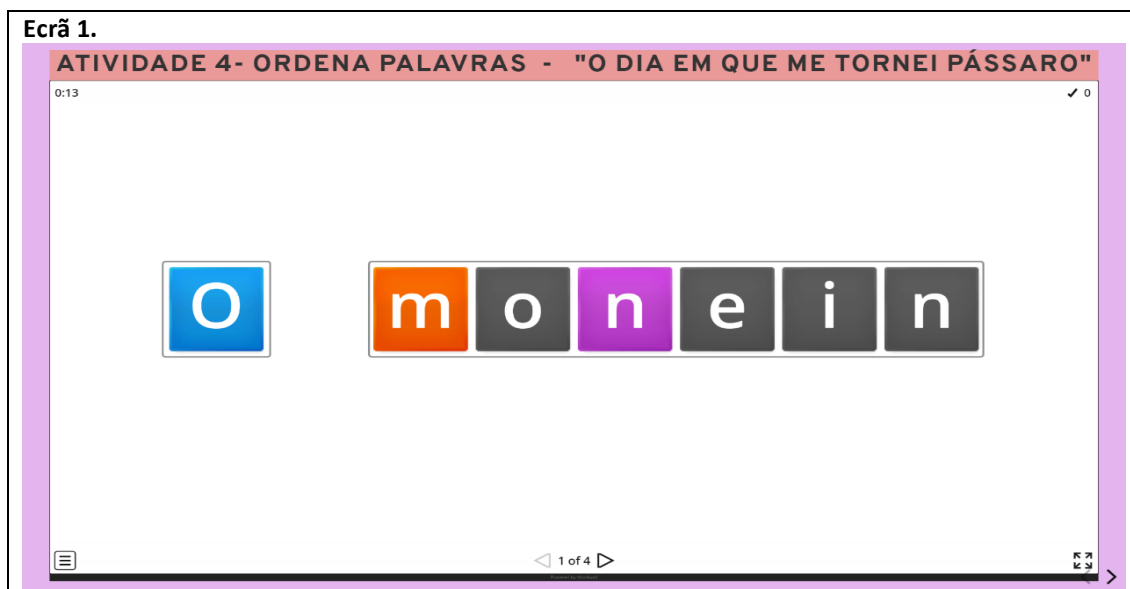 Ecrã 1.
ATIVIDADE 4- ORDENA PALAVRAS - "O DIA EM QUE ME TORNEI PÁSSARO"
0:13 ✓ 0
O m o n e i n
1 of 4